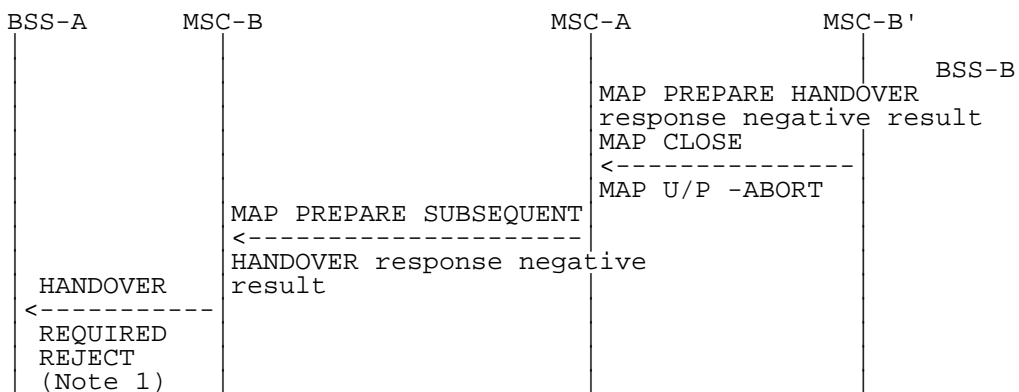 BSS-A MSC-B MSC-A MSC-B'
BSS-B
MAP PREPARE HANDOVER
response negative result
MAP CLOSE
<---------------
MAP U/P -ABORT
MAP PREPARE SUBSEQUENT
<---------------------
HANDOVER response negative
HANDOVER result
<-----------
REQUIRED
REJECT
(Note 1)